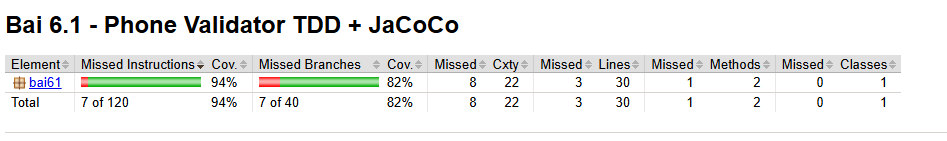 Bai 6.1 - Phone Validator TDD + JaCoCo
Element Missed Instructions Cov. Missed Branches Cov. Missed Cxty Missed Lines Missed Methods Missed Classes
bai61 94% 82% 8 22 3 30 1 2 0 1
Total 7 of 120 94% 7 of 40 82% 8 22 3 30 1 2 0 1